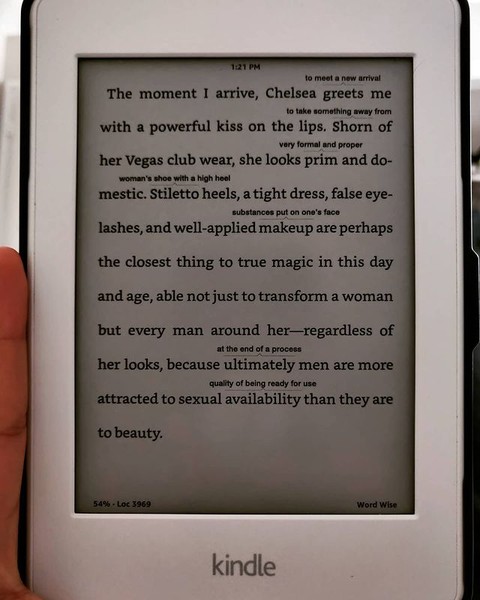 1:21 PM
to meet a new arrival
The moment I arrive, Chelsea greets me
to take something away from
with a powerful kiss on the lips. Shorn of
very formal and proper
her Vegas club wear, she looks prim and do-
woman's shoe with a high heel
mestic. Stiletto heels, a tight dress, false eye-
substances put on one's face
lashes, and well-applied makeup are perhaps
the closest thing to true magic in this day
and age, able not just to transform a woman
but every man around her—regardless of
at the end of a process
her looks, because ultimately men are more
quality of being ready for use
attracted to sexual availability than they are
to beauty.
54% · Loc 3969 Word Wise
kindle